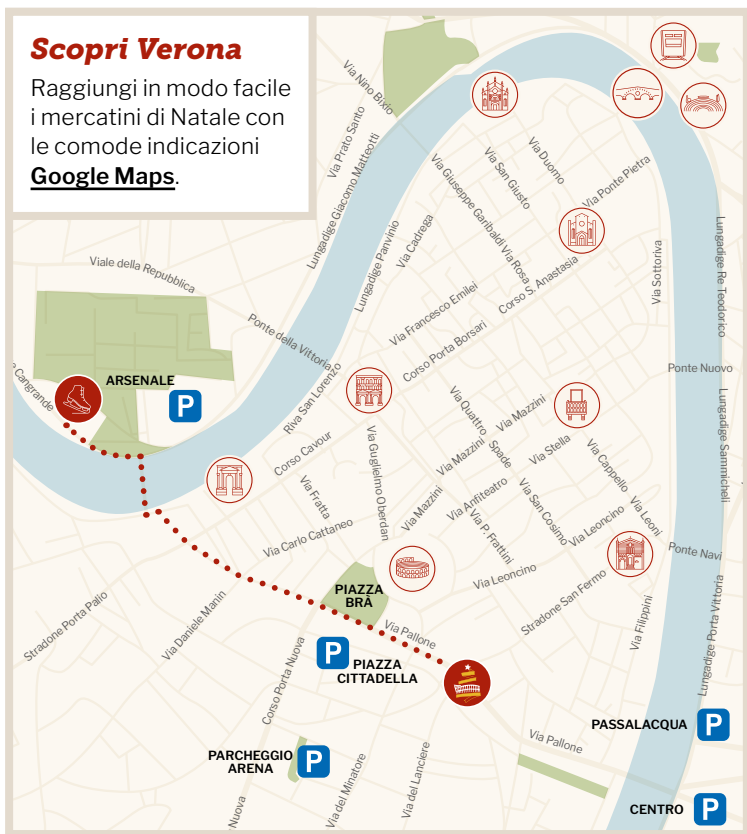 Scopri Verona
Raggiungi in modo facile
i mercatini di Natale con
le comode indicazioni
Google Maps.
Via Nino Bixio
Via Prato Santo
Lungadige Giacomo Matteotti
Lungadige Panvinio
Via Cadrega
Via Giuseppe Garibadi
Via Rosa
Via San Giusto
Via Duomo
Via Ponte Pietra
Via Sottoriva
Lungadige Re Teodorico
Viale della Repubblica
Ponte della Vittoria
Via Francesco Emilei
Corso S. Anastasia
Corso Porta Borsari
Ponte Nuovo
Cangrande
ARSENALE
P
Riva San Lorenzo
Corso Cavour
Via Guglielmo Oberdan
Via Quattro
Spade
Via Mazzini
Via Mazzini
Via Mazzini
Via Stella
Via Cappello
Via Leoni
Lungadige Sammicheli
Via Fratta
Via Carlo Cattaneo
Via Anfiteatro
Via P. Frattini
Via San Cosimo
Via Leoncino
Via Leoncino
Ponte Navi
Stradone San Fermo
Via Filippini
Lungadige Porta Vittoria
Stradone Porta Palio
Via Daniele Manin
PIAZZA
BRÀ
Via Pallone
P
PIAZZA
CITTADELLA
Corso Porta Nuova
PARCHEGGIO
ARENA
P
Nuova
Via del Minatore
Via del Lanciere
Via Pallone
PASSALACQUA
P
CENTRO
P